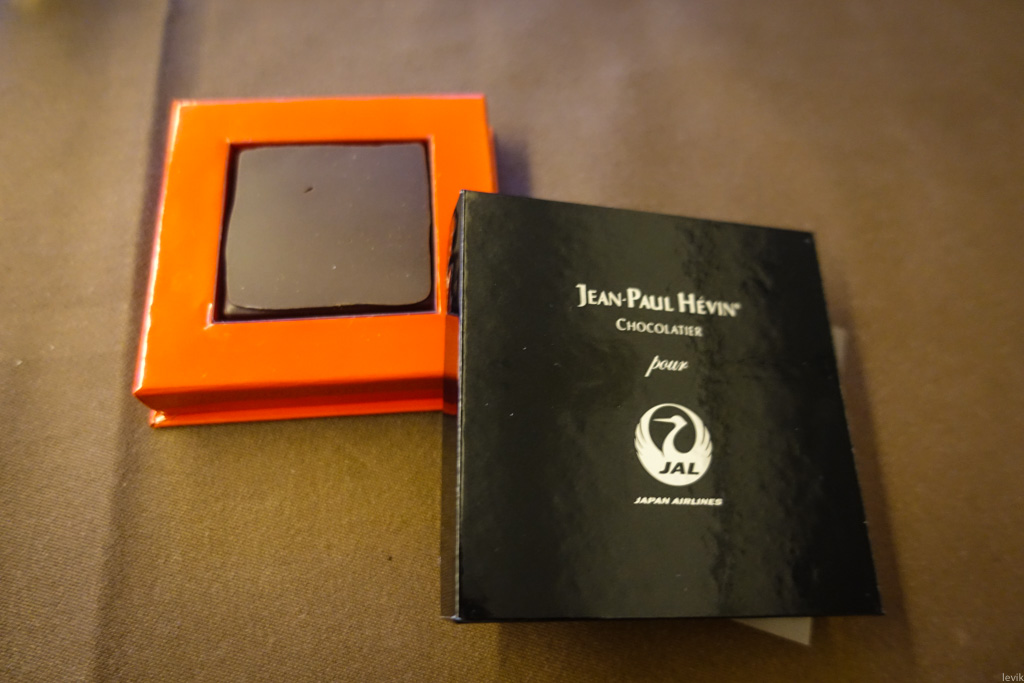 JEAN-PAUL HÉVIN®
CHOCOLATIER
pour
JAL
JAPAN AIRLINES
levik